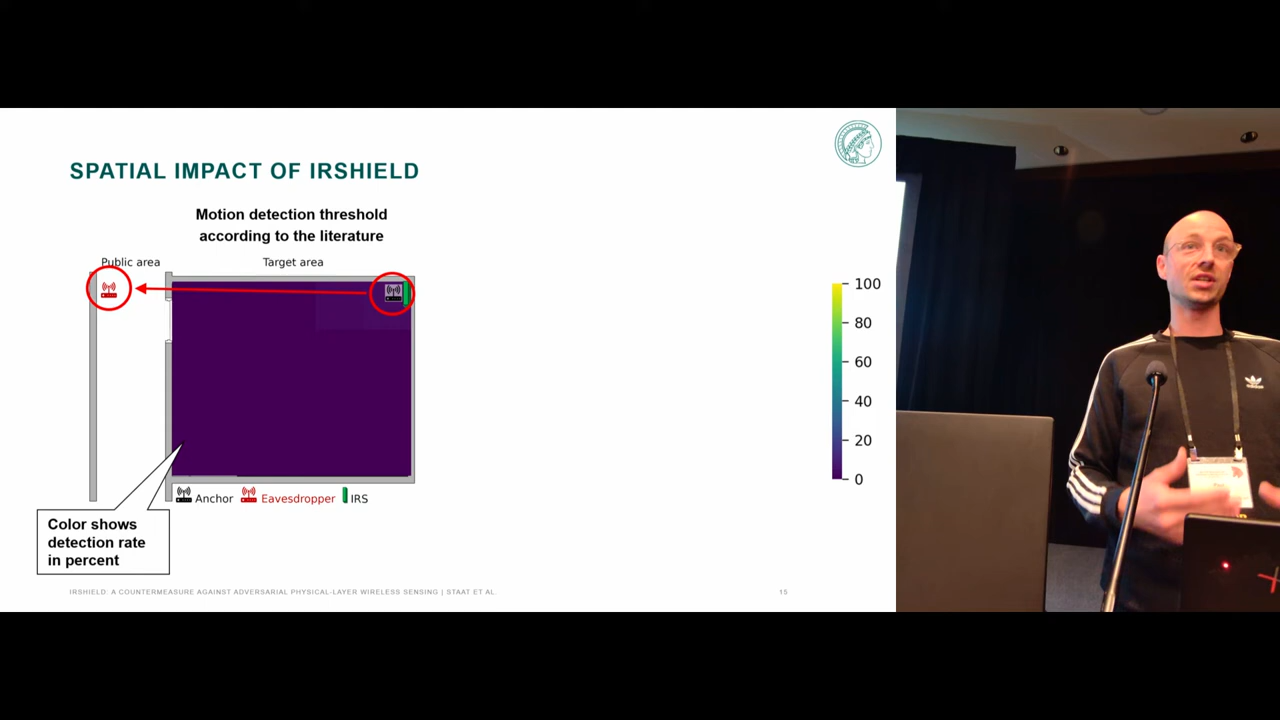 SPATIAL IMPACT OF IRSHIELD
Motion detection threshold
according to the literature
Public area
Target area
100
80
60
40
20
0
Anchor
Eavesdropper
IRS
Color shows
detection rate
in percent
IRSHIELD: A COUNTERMEASURE AGAINST ADVERSARIAL PHYSICAL-LAYER WIRELESS SENSING | STAAT ET AL.
15